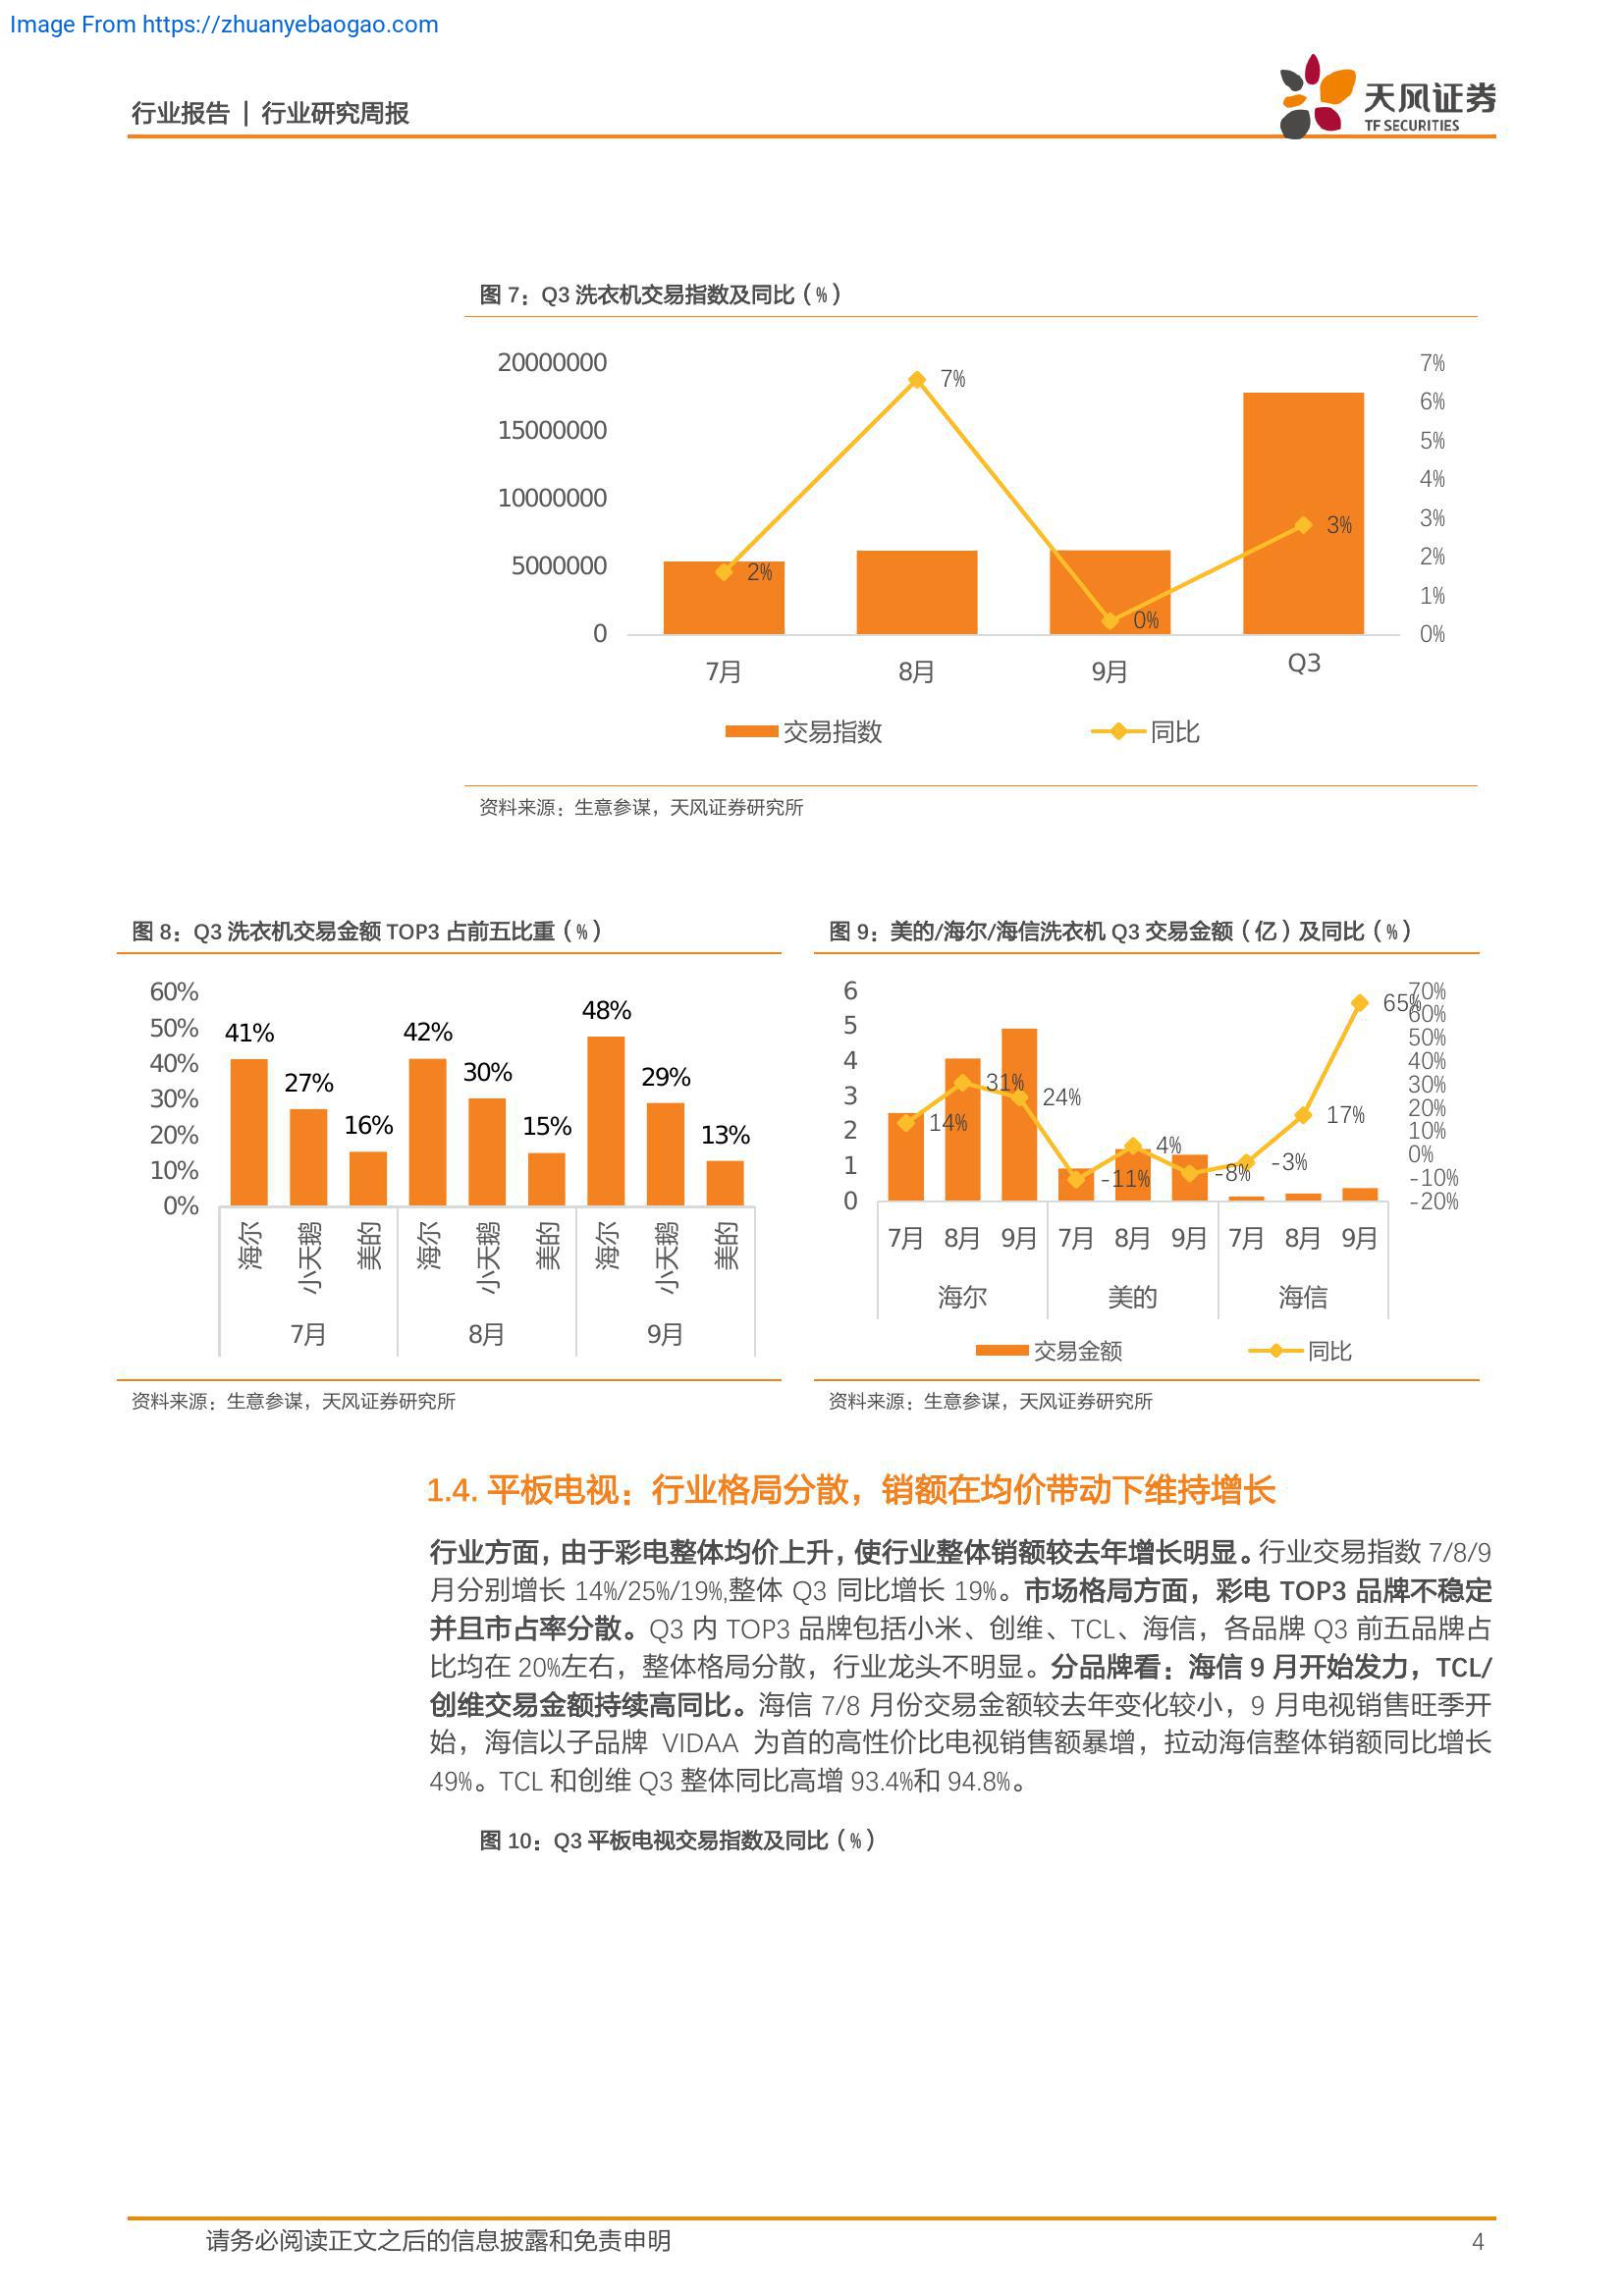 Image From https://zhuanyebaogao.com
行业报告 | 行业研究周报
天风证券
TF SECURITIES
图 7：Q3 洗衣机交易指数及同比（%）
20000000
15000000
10000000
5000000
0
7%
6%
5%
4%
3%
2%
1%
0%
2%
7%
0%
3%
7月
8月
9月
Q3
交易指数
同比
资料来源：生意参谋，天风证券研究所
图 8：Q3 洗衣机交易金额 TOP3 占前五比重（%）
60%
50%
40%
30%
20%
10%
0%
41%
27%
16%
42%
30%
15%
48%
29%
13%
海尔
小天鹅
美的
海尔
小天鹅
美的
海尔
小天鹅
美的
7月
8月
9月
资料来源：生意参谋，天风证券研究所
图 9：美的/海尔/海信洗衣机 Q3 交易金额（亿）及同比（%）
6
5
4
3
2
1
0
70%
60%
50%
40%
30%
20%
10%
0%
-10%
-20%
14%
31%
24%
-11%
4%
-8%
-3%
17%
65%
7月
8月
9月
7月
8月
9月
7月
8月
9月
海尔
美的
海信
交易金额
同比
资料来源：生意参谋，天风证券研究所
1.4. 平板电视：行业格局分散，销额在均价带动下维持增长
行业方面，由于彩电整体均价上升，使行业整体销额较去年增长明显。行业交易指数 7/8/9
月分别增长 14%/25%/19%,整体 Q3 同比增长 19%。市场格局方面，彩电 TOP3 品牌不稳定
并且市占率分散。Q3 内 TOP3 品牌包括小米、创维、TCL、海信，各品牌 Q3 前五品牌占
比均在 20%左右，整体格局分散，行业龙头不明显。分品牌看：海信 9 月开始发力，TCL/
创维交易金额持续高同比。海信 7/8 月份交易金额较去年变化较小，9 月电视销售旺季开
始，海信以子品牌 VIDAA 为首的高性价比电视销售额暴增，拉动海信整体销额同比增长
49%。TCL 和创维 Q3 整体同比高增 93.4%和 94.8%。
图 10：Q3 平板电视交易指数及同比（%）
请务必阅读正文之后的信息披露和免责申明
4